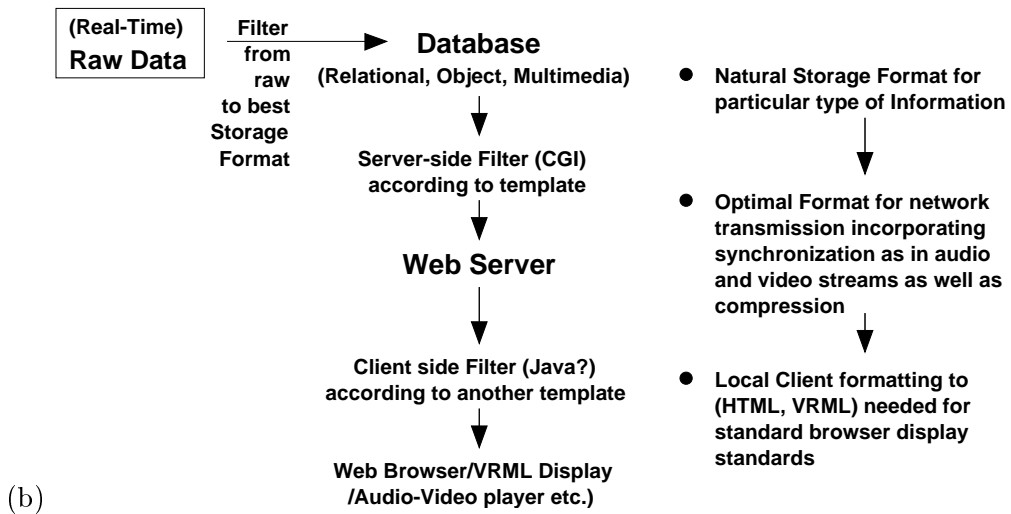 (Real-Time)
Raw Data
Filter
from
raw
to best
Storage
Format
Database
(Relational, Object, Multimedia)
Server-side Filter (CGI)
according to template
Web Server
Client side Filter (Java?)
according to another template
Web Browser/VRML Display
/Audio-Video player etc.)
● Natural Storage Format for
particular type of Information
● Optimal Format for network
transmission incorporating
synchronization as in audio
and video streams as well as
compression
● Local Client formatting to
(HTML, VRML) needed for
standard browser display
standards
(b)